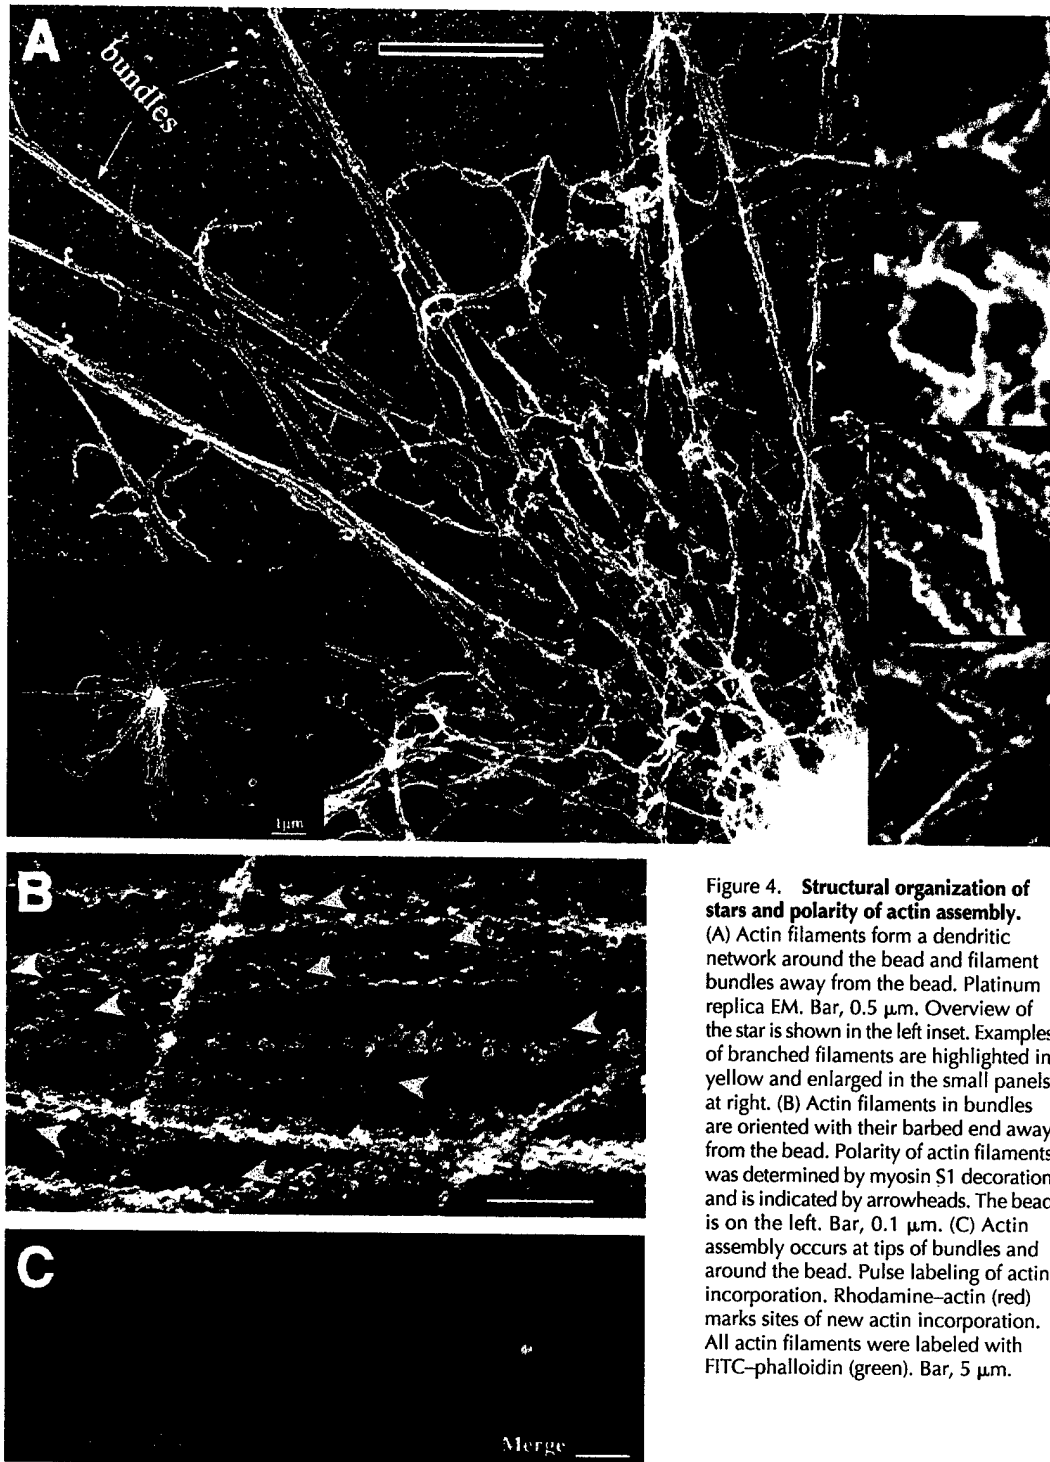 A
bundles
1µm
B
Figure 4. Structural organization of
stars and polarity of actin assembly.
(A) Actin filaments form a dendritic
network around the bead and filament
bundles away from the bead. Platinum
replica EM. Bar, 0.5 µm. Overview of
the star is shown in the left inset. Examples
of branched filaments are highlighted in
yellow and enlarged in the small panels
at right. (B) Actin filaments in bundles
are oriented with their barbed end away
from the bead. Polarity of actin filaments
was determined by myosin S1 decoration
and is indicated by arrowheads. The bead
is on the left. Bar, 0.1 µm. (C) Actin
assembly occurs at tips of bundles and
around the bead. Pulse labeling of actin
incorporation. Rhodamine–actin (red)
marks sites of new actin incorporation.
All actin filaments were labeled with
FITC–phalloidin (green). Bar, 5 µm.
C
Merge